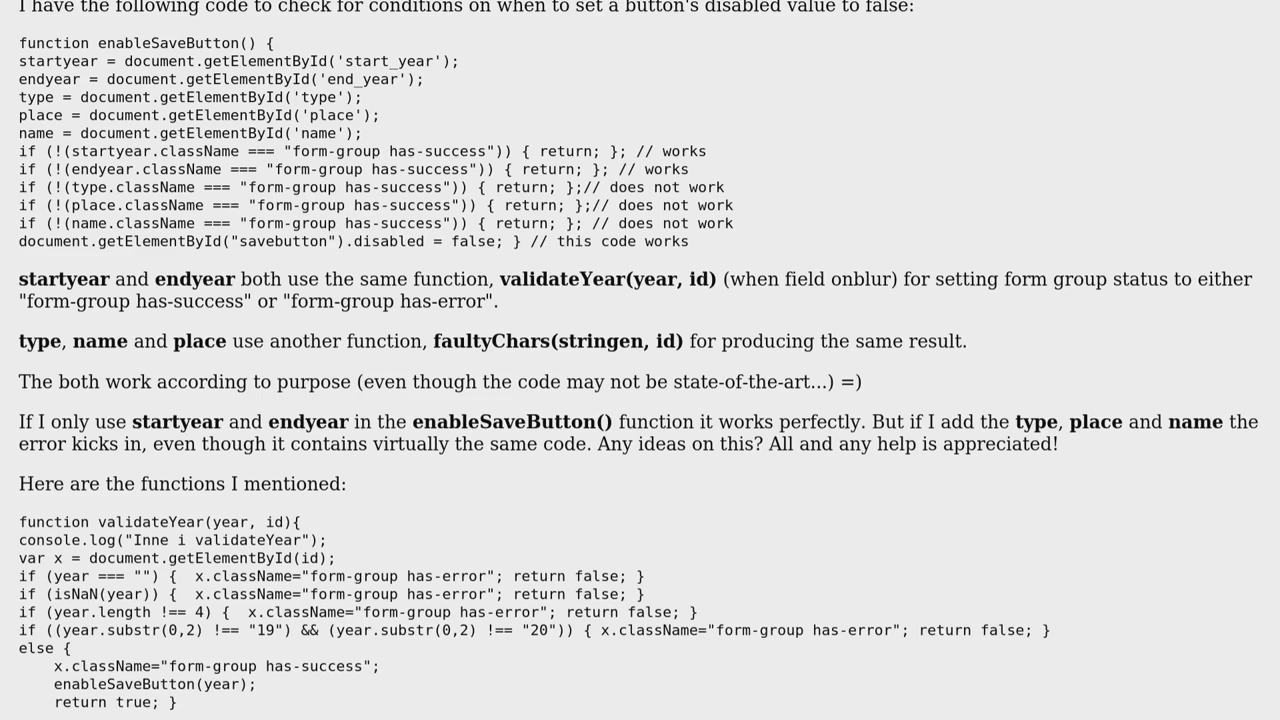 I have the following code to check for conditions on when to set a button's disabled value to false:
function enableSaveButton() {
startyear = document.getElementById('start_year');
endyear = document.getElementById('end_year');
type = document.getElementById('type');
place = document.getElementById('place');
name = document.getElementById('name');
if (!(startyear.className === "form-group has-success")) { return; }; // works
if (!(endyear.className === "form-group has-success")) { return; }; // works
if (!(type.className === "form-group has-success")) { return; };// does not work
if (!(place.className === "form-group has-success")) { return; };// does not work
if (!(name.className === "form-group has-success")) { return; }; // does not work
document.getElementById("savebutton").disabled = false; } // this code works
startyear and endyear both use the same function, validateYear(year, id) (when field onblur) for setting form group status to either
"form-group has-success" or "form-group has-error".
type, name and place use another function, faultyChars(stringen, id) for producing the same result.
The both work according to purpose (even though the code may not be state-of-the-art...) =)
If I only use startyear and endyear in the enableSaveButton() function it works perfectly. But if I add the type, place and name the
error kicks in, even though it contains virtually the same code. Any ideas on this? All and any help is appreciated!
Here are the functions I mentioned:
function validateYear(year, id){
console.log("Inne i validateYear");
var x = document.getElementById(id);
if (year === "") {  x.className="form-group has-error"; return false; }
if (isNaN(year)) {  x.className="form-group has-error"; return false; }
if (year.length !== 4) {  x.className="form-group has-error"; return false; }
if ((year.substr(0,2) !== "19") && (year.substr(0,2) !== "20")) { x.className="form-group has-error"; return false; }
else {
    x.className="form-group has-success";
    enableSaveButton(year);
    return true; }